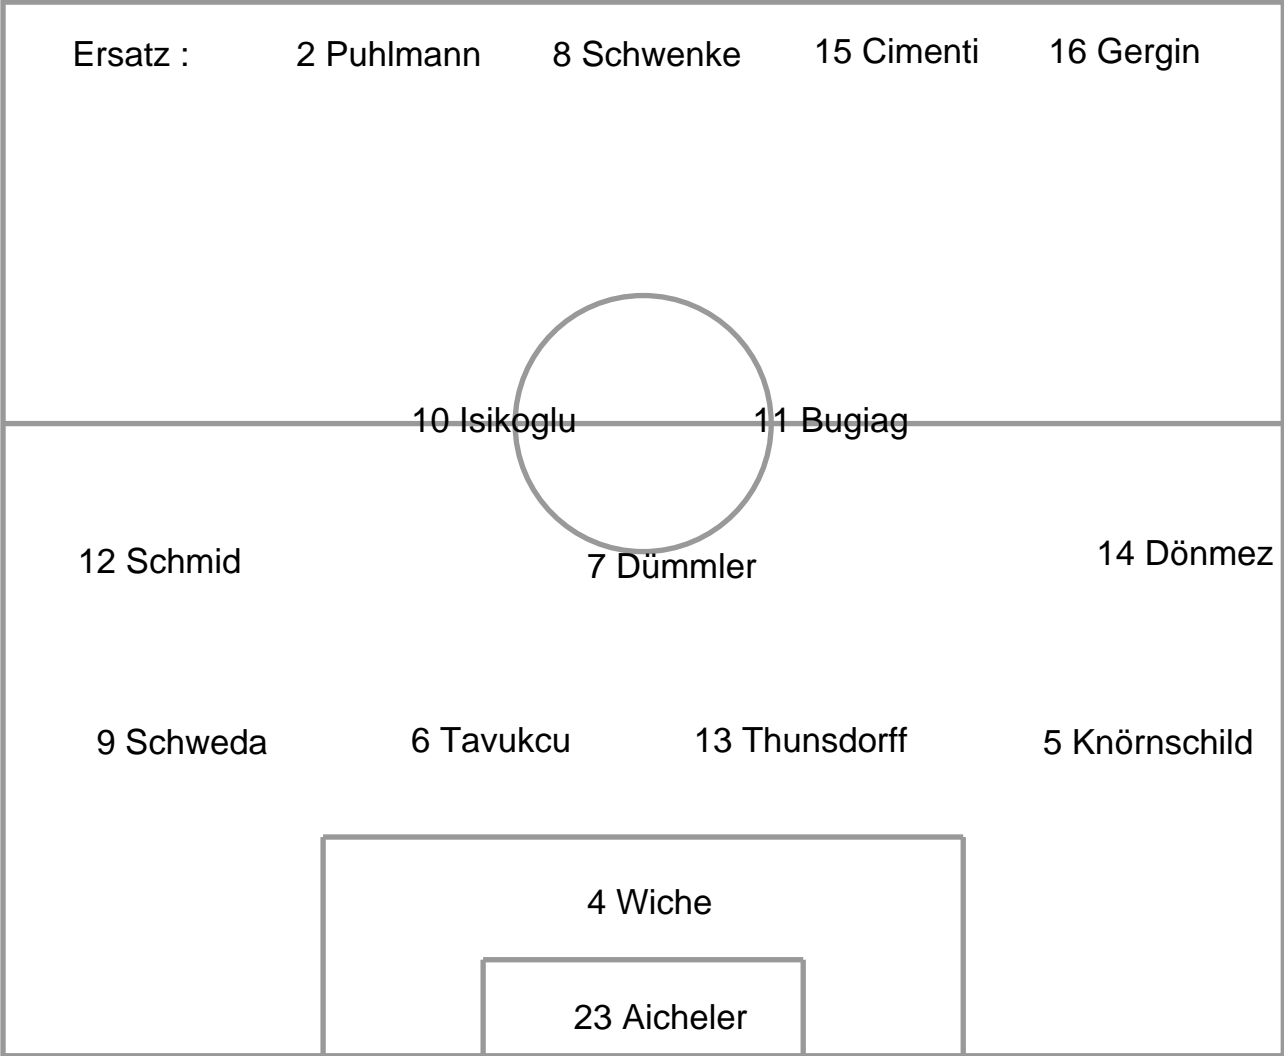 Ersatz : 2 Puhlmann 8 Schwenke 15 Cimenti 16 Gergin
10 Isikoglu 11 Bugiag
12 Schmid 7 Dümmler 14 Dönmez
9 Schweda 6 Tavukcu 13 Thunsdorff 5 Knörnschild
4 Wiche
23 Aicheler